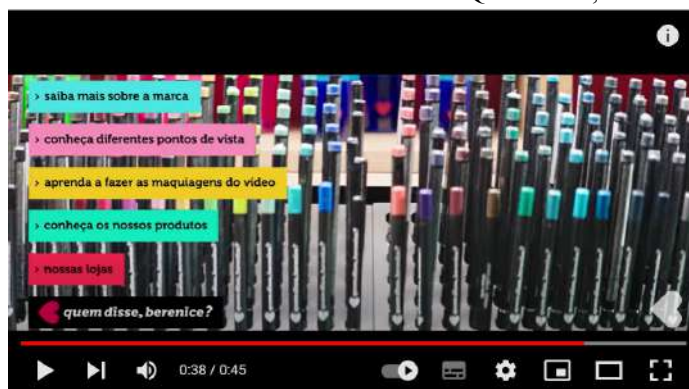 › saiba mais sobre a marca
› conheça diferentes pontos de vista
› aprenda a fazer as maquiagens do vídeo
› conheça os nossos produtos
› nossas lojas
quem disse, berenice?
0:38 / 0:45